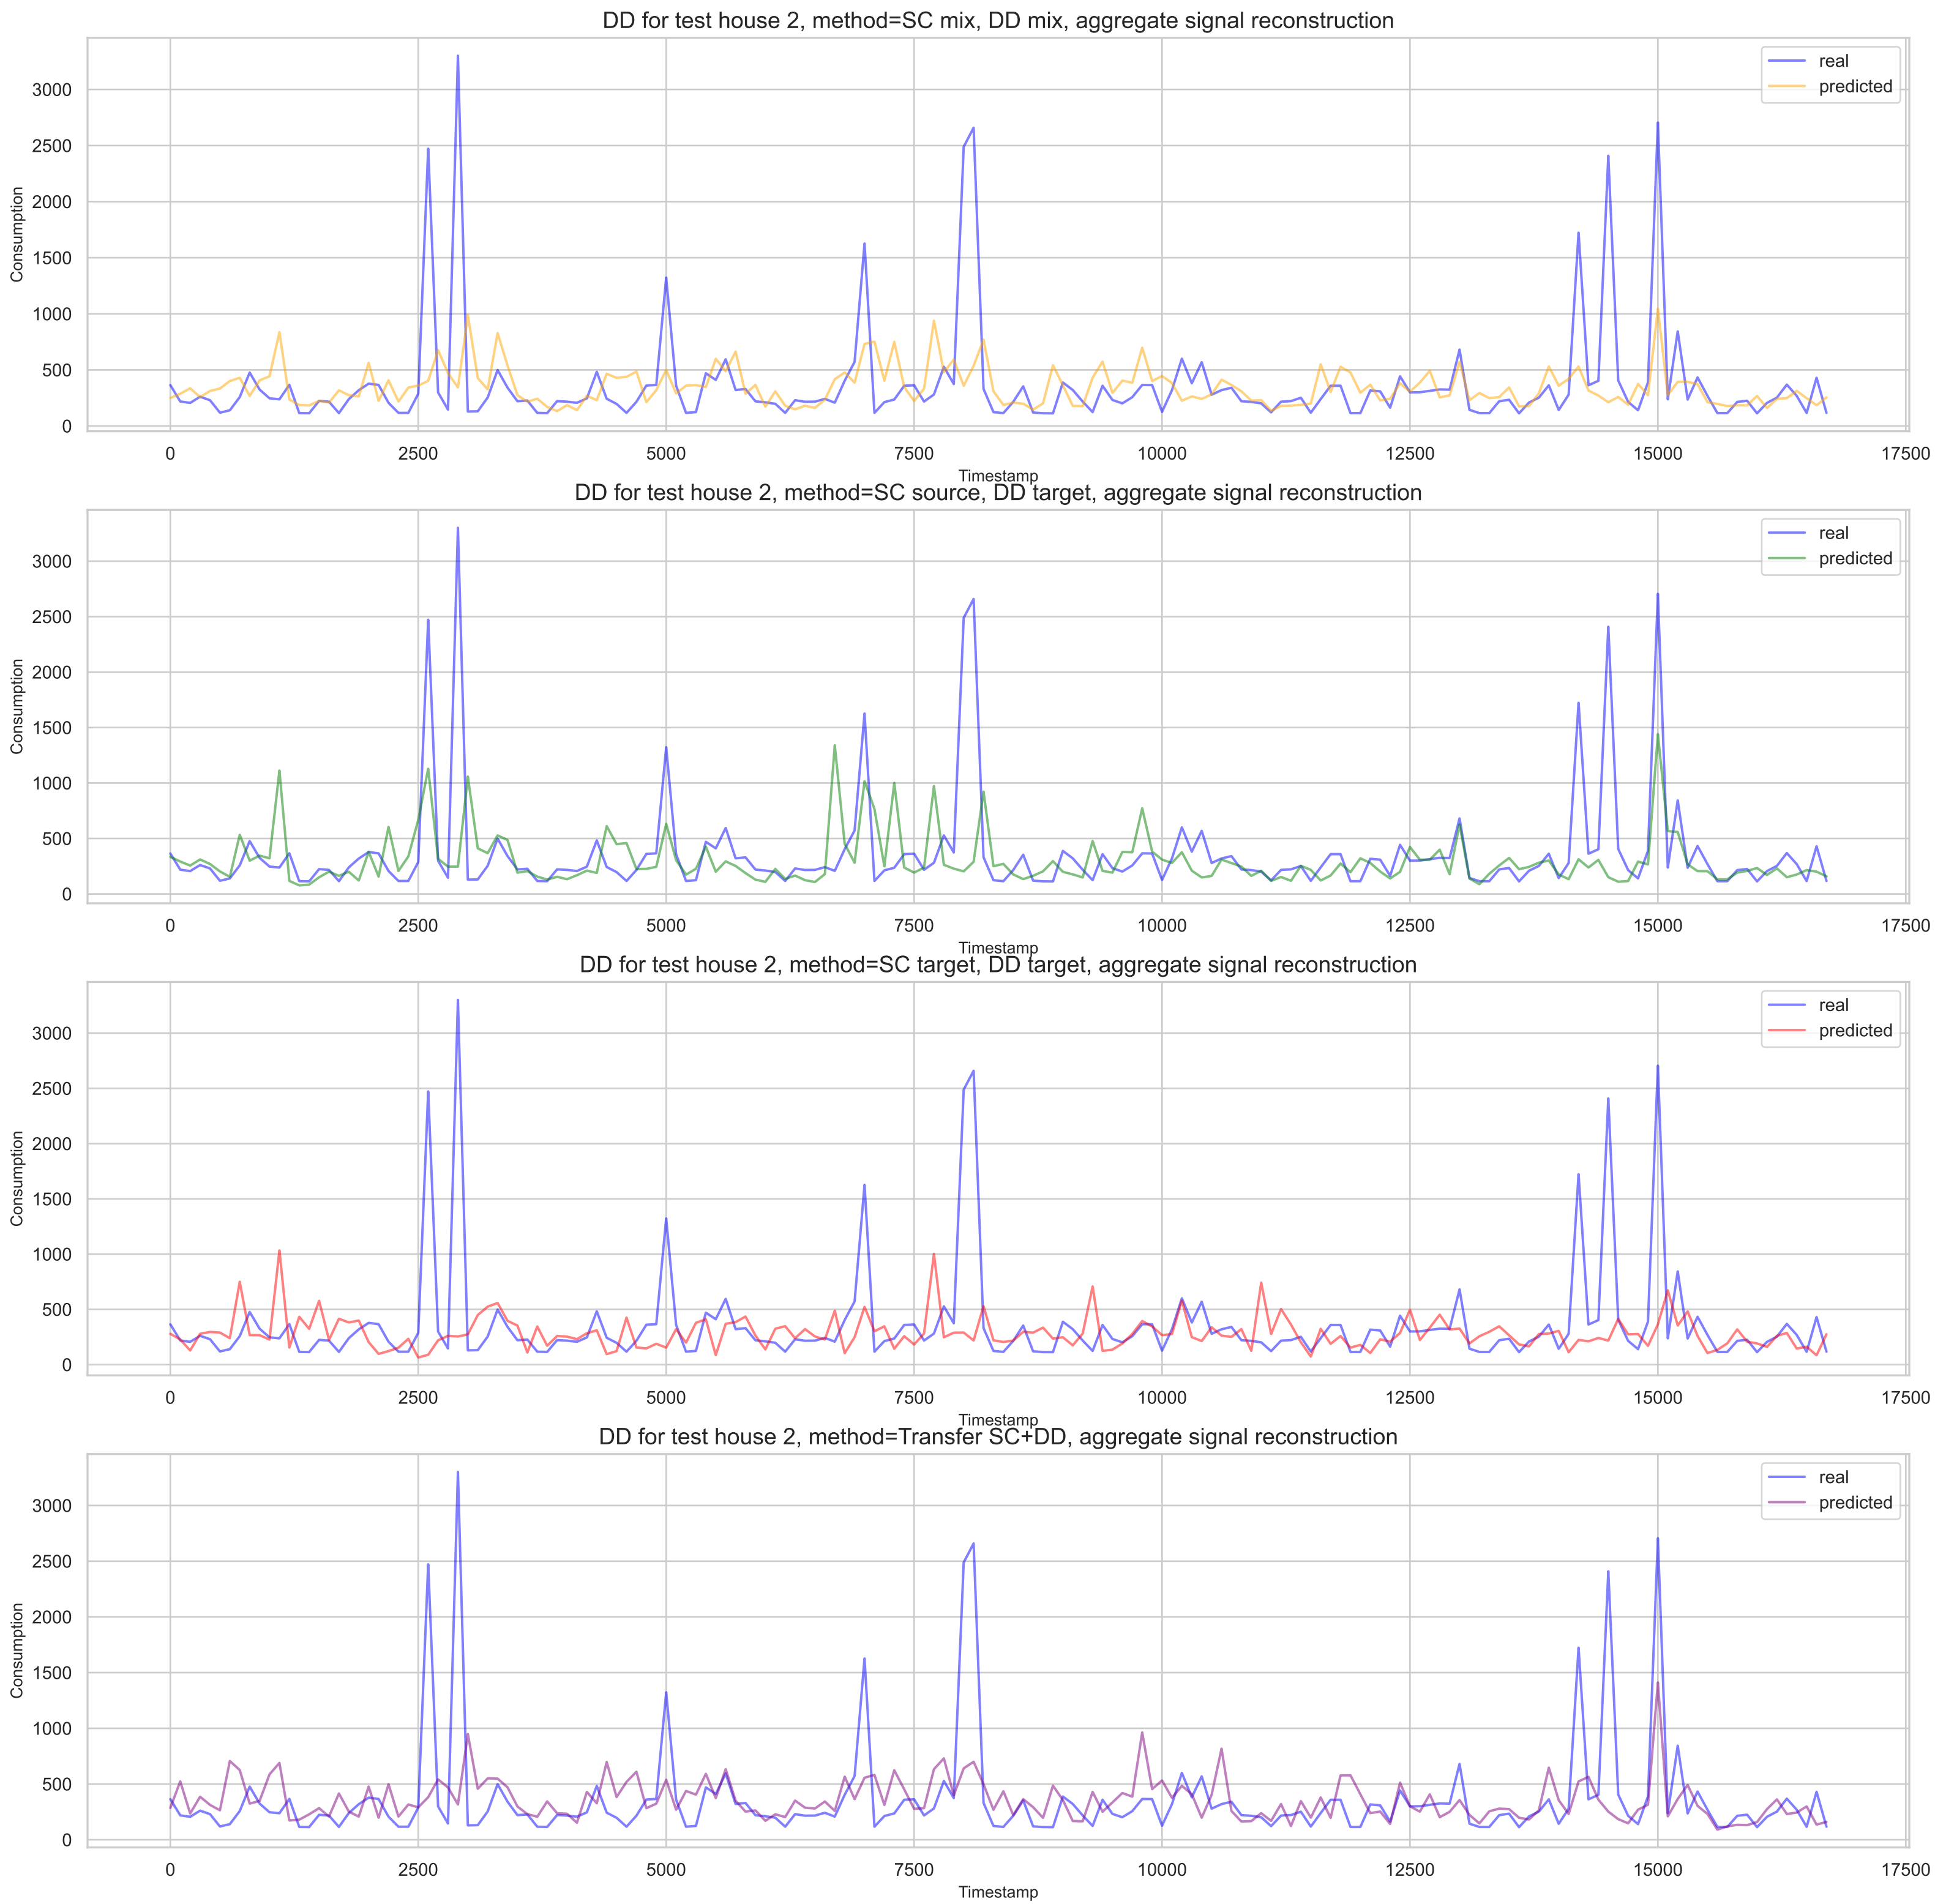 DD for test house 2, method=SC mix, DD mix, aggregate signal reconstruction
real
predicted
3000
2500
2000
1500
1000
500
0
Consumption
0 2500 5000 7500 10000 12500 15000 17500
Timestamp
DD for test house 2, method=SC source, DD target, aggregate signal reconstruction
real
predicted
3000
2500
2000
1500
1000
500
0
Consumption
0 2500 5000 7500 10000 12500 15000 17500
Timestamp
DD for test house 2, method=SC target, DD target, aggregate signal reconstruction
real
predicted
3000
2500
2000
1500
1000
500
0
Consumption
0 2500 5000 7500 10000 12500 15000 17500
Timestamp
DD for test house 2, method=Transfer SC+DD, aggregate signal reconstruction
real
predicted
3000
2500
2000
1500
1000
500
0
Consumption
0 2500 5000 7500 10000 12500 15000 17500
Timestamp